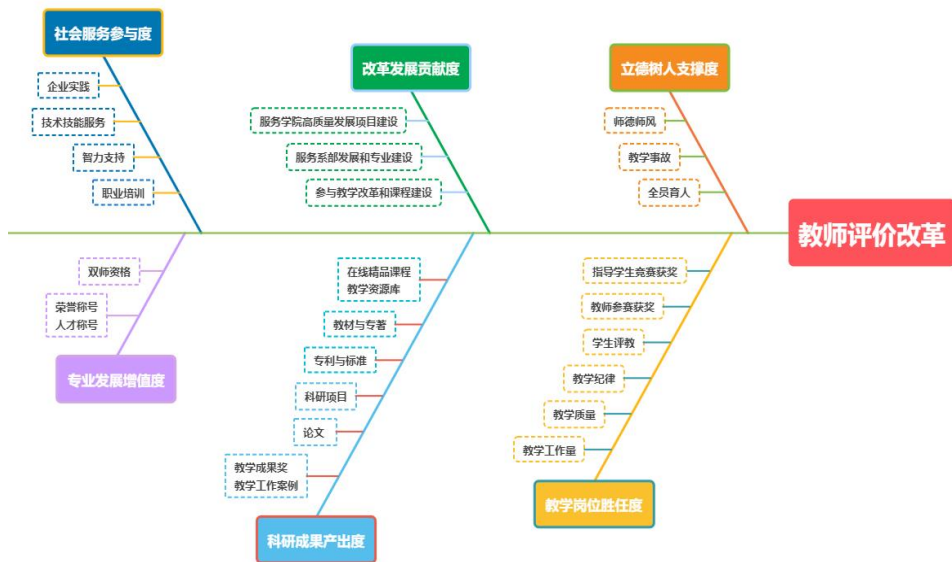 社会服务参与度
企业实践
技术技能服务
智力支持
职业培训
改革发展贡献度
服务学院高质量发展项目建设
服务系部发展和专业建设
参与教学改革和课程建设
立德树人支撑度
师德师风
教学事故
全员育人
教师评价改革
双师资格
荣誉称号
人才称号
专业发展增值度
在线精品课程
教学资源库
教材与专著
专利与标准
科研项目
论文
教学成果奖
教学工作案例
科研成果产出度
指导学生竞赛获奖
教师参赛获奖
学生评教
教学纪律
教学质量
教学工作量
教学岗位胜任度